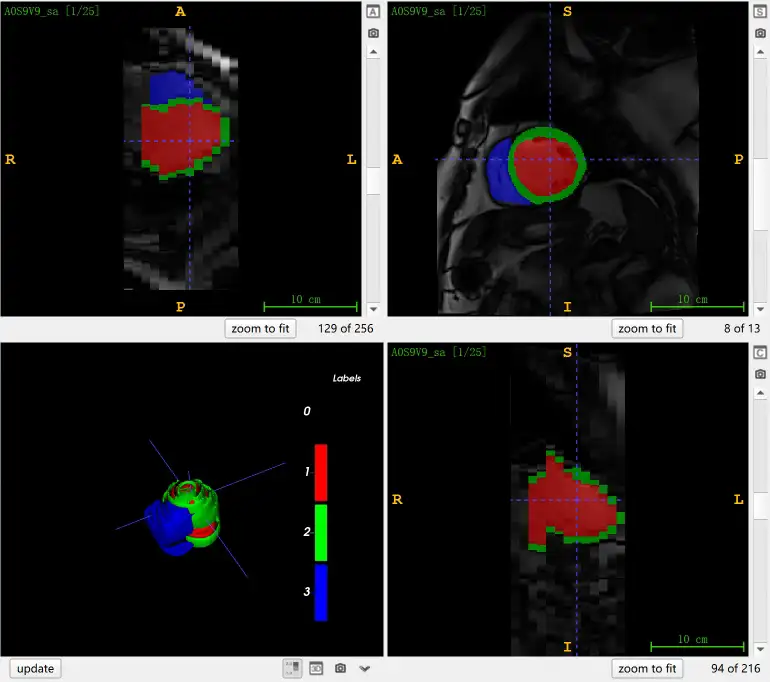 A0S9V9_sa [1/25]
A
A
R
L
P
10 cm
zoom to fit
129 of 256
A0S9V9_sa [1/25]
S
S
A
P
I
10 cm
zoom to fit
8 of 13
Labels
0
1
2
3
update
3D
A0S9V9_sa [1/25]
S
C
R
L
I
10 cm
zoom to fit
94 of 216